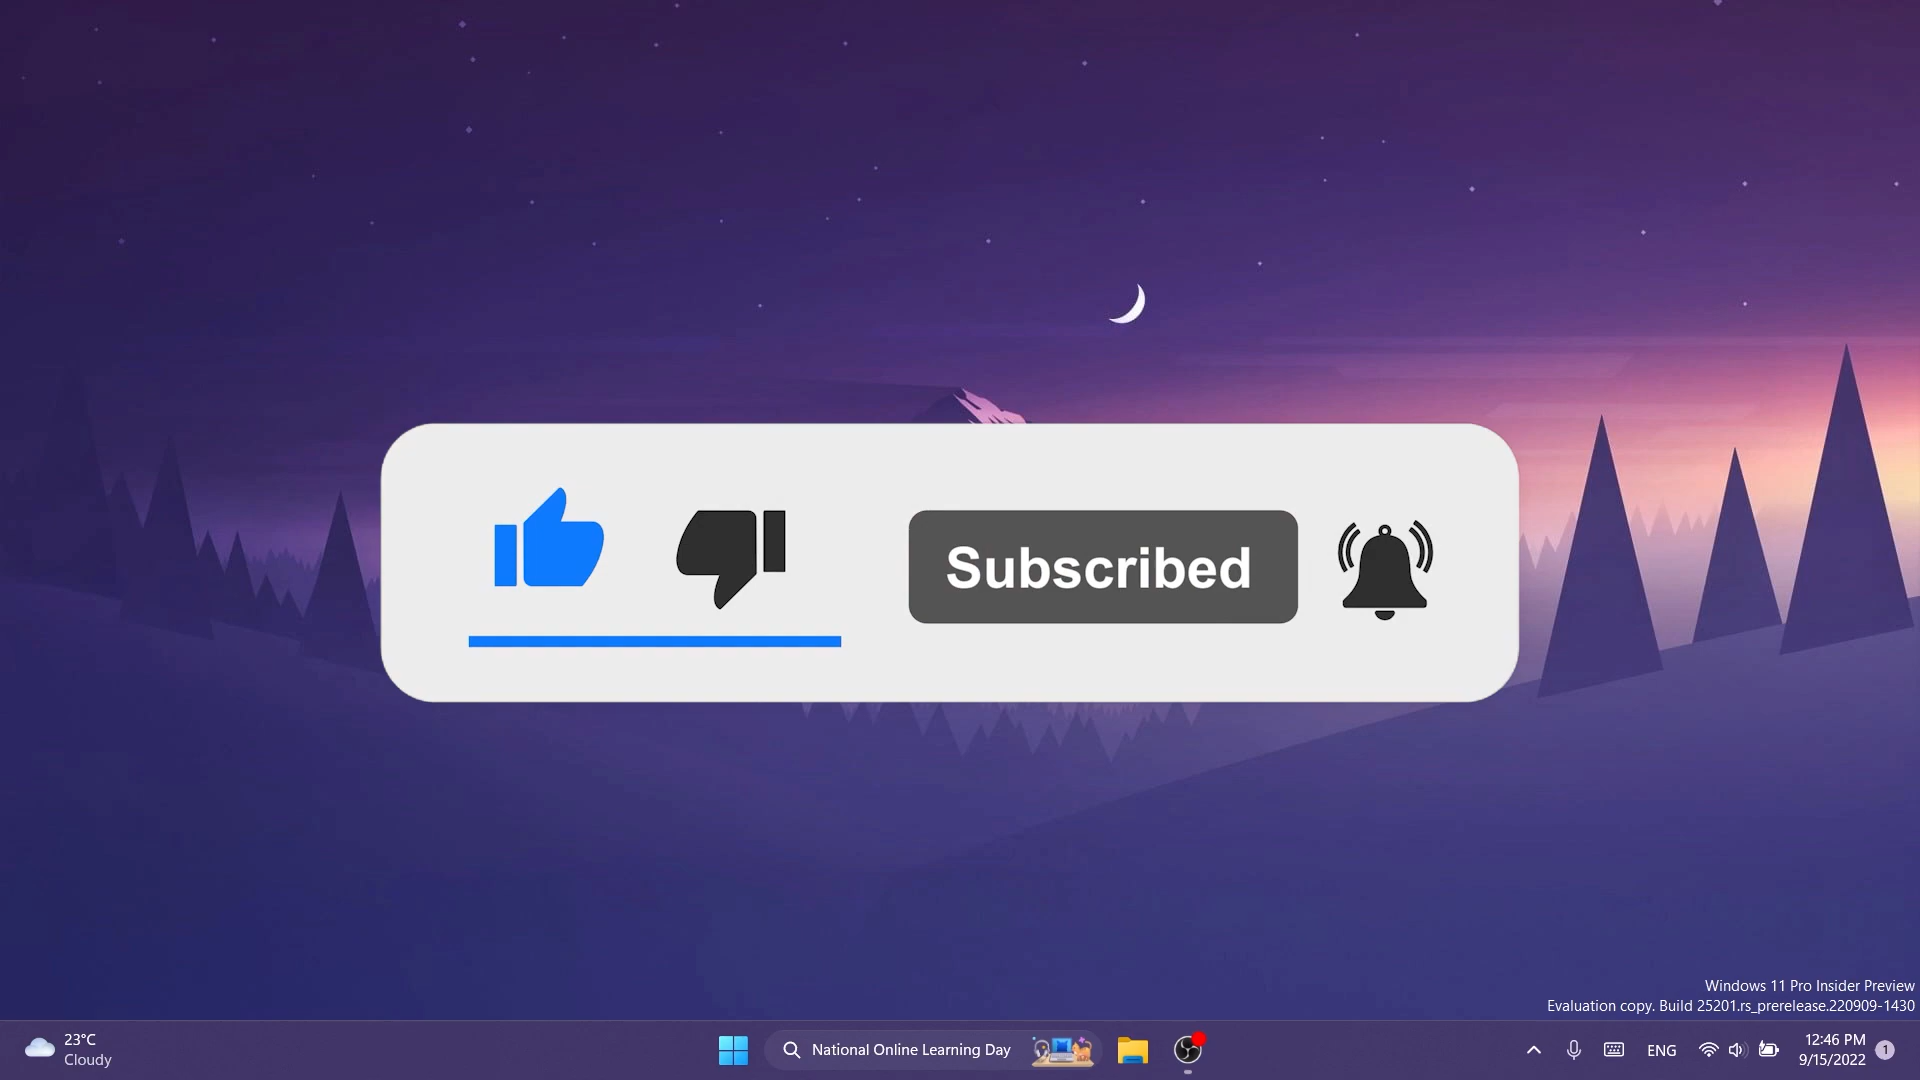 Subscribed
Windows 11 Pro Insider Preview
Evaluation copy. Build 25201.rs_prerelease.220909-1430
23°C
Cloudy
National Online Learning Day
ENG
12:46 PM
9/15/2022
1